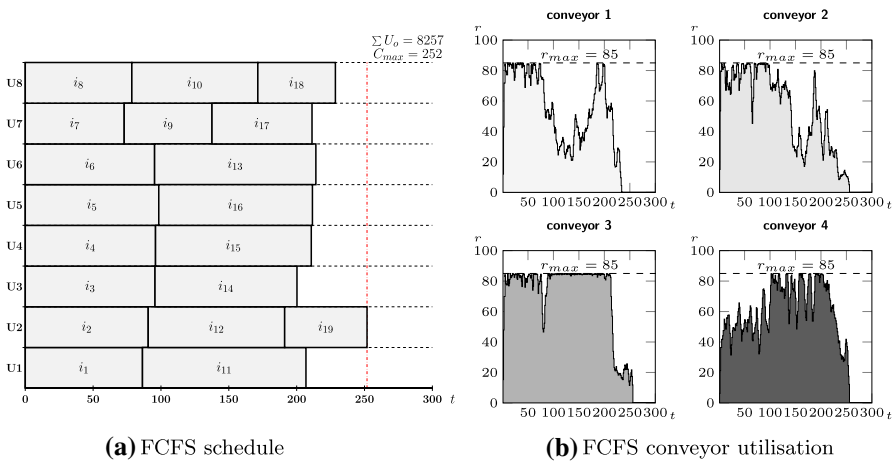 ∑ U_o = 8257
C_max = 252
U8 i_8 i_10 i_18
U7 i_7 i_9 i_17
U6 i_6 i_13
U5 i_5 i_16
U4 i_4 i_15
U3 i_3 i_14
U2 i_2 i_12 i_19
U1 i_1 i_11
0 50 100 150 200 250 300 t
(a) FCFS schedule
conveyor 1
r
r_max = 85
100
80
60
40
20
0
50 100 150 200 250 300 t
conveyor 2
r
r_max = 85
100
80
60
40
20
0
50 100 150 200 250 300 t
conveyor 3
r
r_max = 85
100
80
60
40
20
0
50 100 150 200 250 300 t
conveyor 4
r
r_max = 85
100
80
60
40
20
0
50 100 150 200 250 300 t
(b) FCFS conveyor utilisation